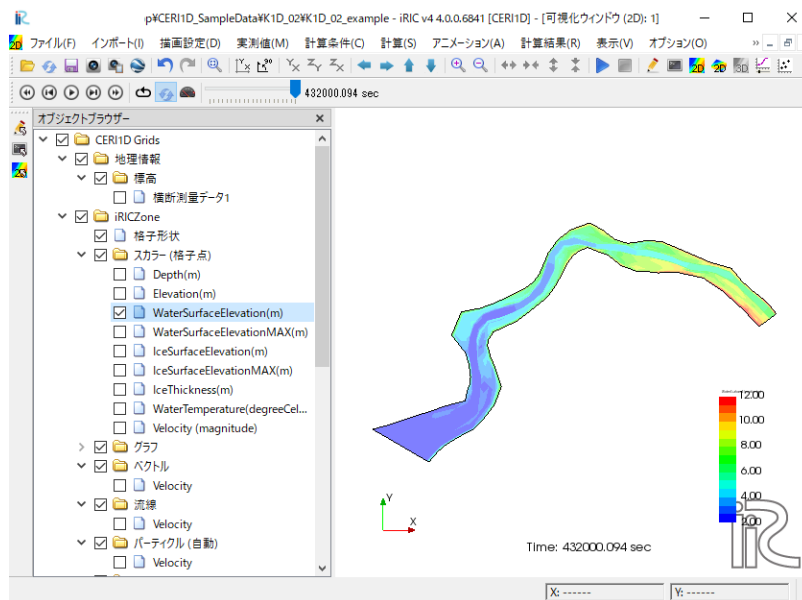 p¥CERI1D_SampleData¥K1D_02¥K1D_02_example - iRIC v4 4.0.0.6841 [CERI1D] - [可視化ウィンドウ (2D): 1]
ファイル(F) インポート(I) 描画設定(D) 実測値(M) 計算条件(C) 計算(S) アニメーション(A) 計算結果(R) 表示(V) オプション(O) »
432000.094 sec
オブジェクトブラウザー
CERI1D Grids
地理情報
標高
横断測量データ1
iRICZone
格子形状
スカラー (格子点)
Depth(m)
Elevation(m)
WaterSurfaceElevation(m)
WaterSurfaceElevationMAX(m)
IceSurfaceElevation(m)
IceSurfaceElevationMAX(m)
IceThickness(m)
WaterTemperature(degreeCel...
Velocity (magnitude)
グラフ
ベクトル
Velocity
流線
Velocity
パーティクル (自動)
Velocity
12.00
10.00
8.00
6.00
4.00
2.00
Y
X
Time: 432000.094 sec
X: ------
Y: ------